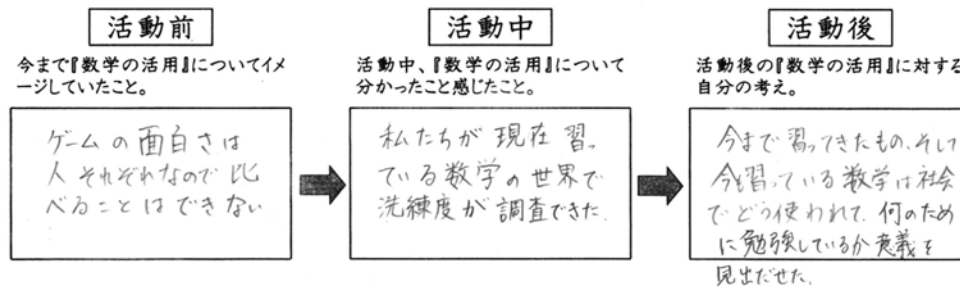 活動前
今まで『数学の活用』についてイメ
ージしていたこと。
ゲームの面白さは
人それぞれなので比
べることはできない
活動中
活動中、『数学の活用』について
分かったこと感じたこと。
私たちが現在習っ
ている数学の世界で
洗練度が調査できた.
活動後
活動後の『数学の活用』に対する
自分の考え。
今まで習ってきたもの、そして
今も習っている数学は社会
でどう使われて、何のため
に勉強しているか意義を
見出だせた.